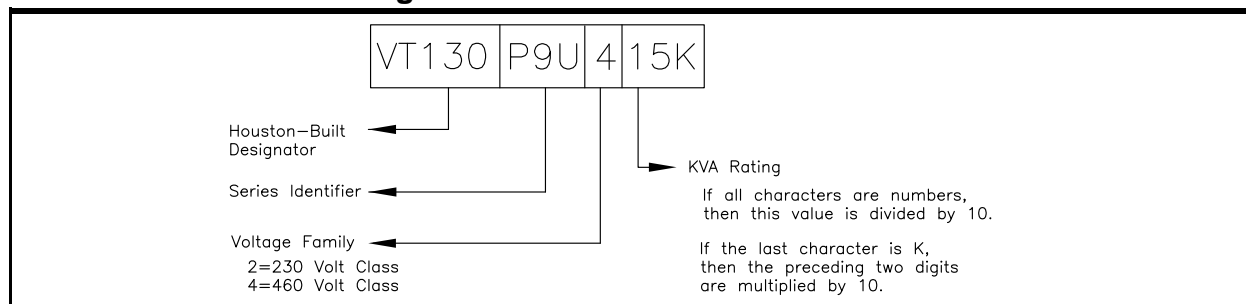 VT130 P9U 4 15K
Houston-Built
Designator
Series Identifier
Voltage Family
2=230 Volt Class
4=460 Volt Class
KVA Rating
If all characters are numbers,
then this value is divided by 10.
If the last character is K,
then the preceding two digits
are multiplied by 10.